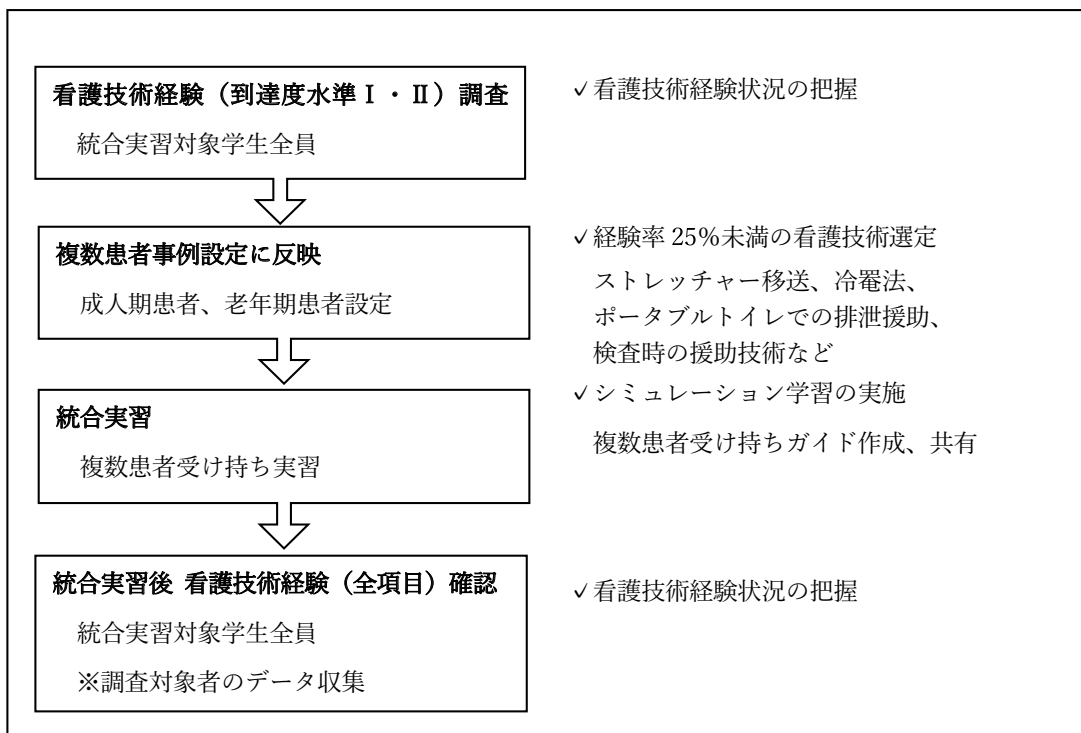 看護技術経験（到達度水準Ⅰ・Ⅱ）調査
統合実習対象学生全員
✓看護技術経験状況の把握
複数患者事例設定に反映
成人期患者、老年期患者設定
✓経験率 25％未満の看護技術選定
ストレッチャー移送、冷罨法、
ポータブルトイレでの排泄援助、
検査時の援助技術など
統合実習
複数患者受け持ち実習
✓シミュレーション学習の実施
複数患者受け持ちガイド作成、共有
統合実習後 看護技術経験（全項目）確認
統合実習対象学生全員
※調査対象者のデータ収集
✓看護技術経験状況の把握